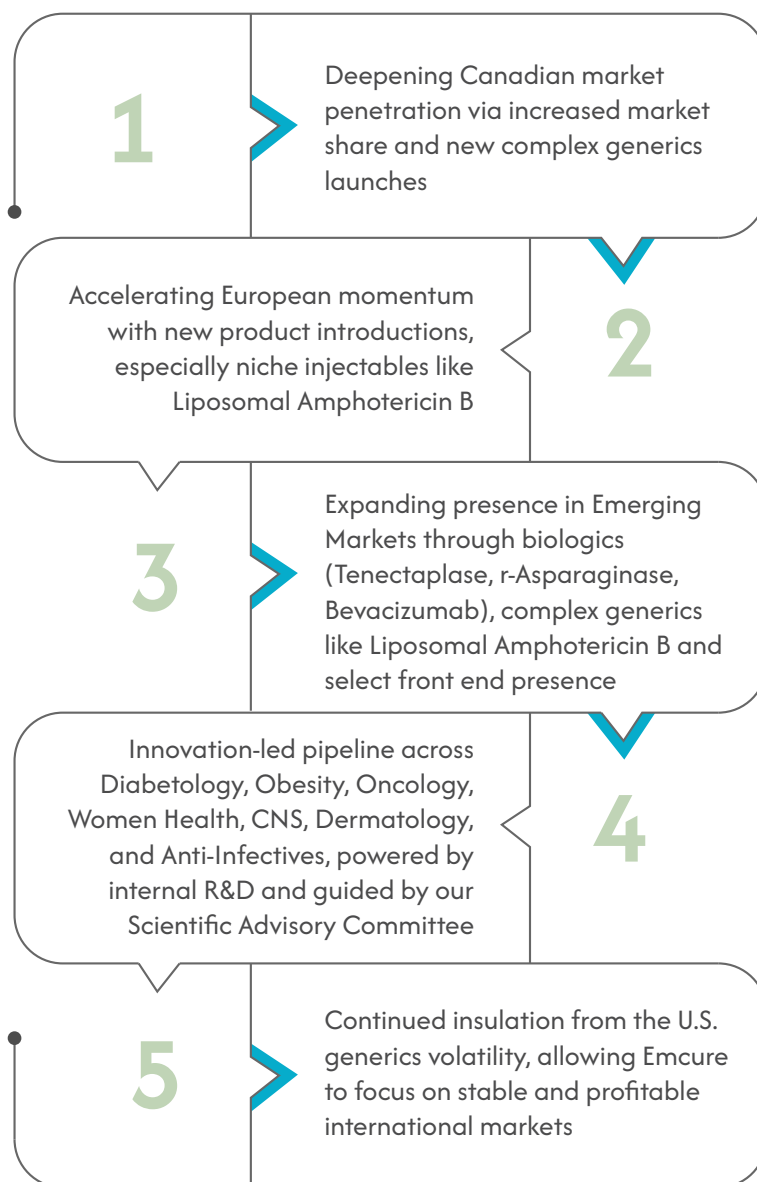 1
Deepening Canadian market
penetration via increased market
share and new complex generics
launches
2
Accelerating European momentum
with new product introductions,
especially niche injectables like
Liposomal Amphotericin B
3
Expanding presence in Emerging
Markets through biologics
(Tenectaplase, r-Asparaginase,
Bevacizumab), complex generics
like Liposomal Amphotericin B and
select front end presence
4
Innovation-led pipeline across
Diabetology, Obesity, Oncology,
Women Health, CNS, Dermatology,
and Anti-Infectives, powered by
internal R&D and guided by our
Scientific Advisory Committee
5
Continued insulation from the U.S.
generics volatility, allowing Emcure
to focus on stable and profitable
international markets